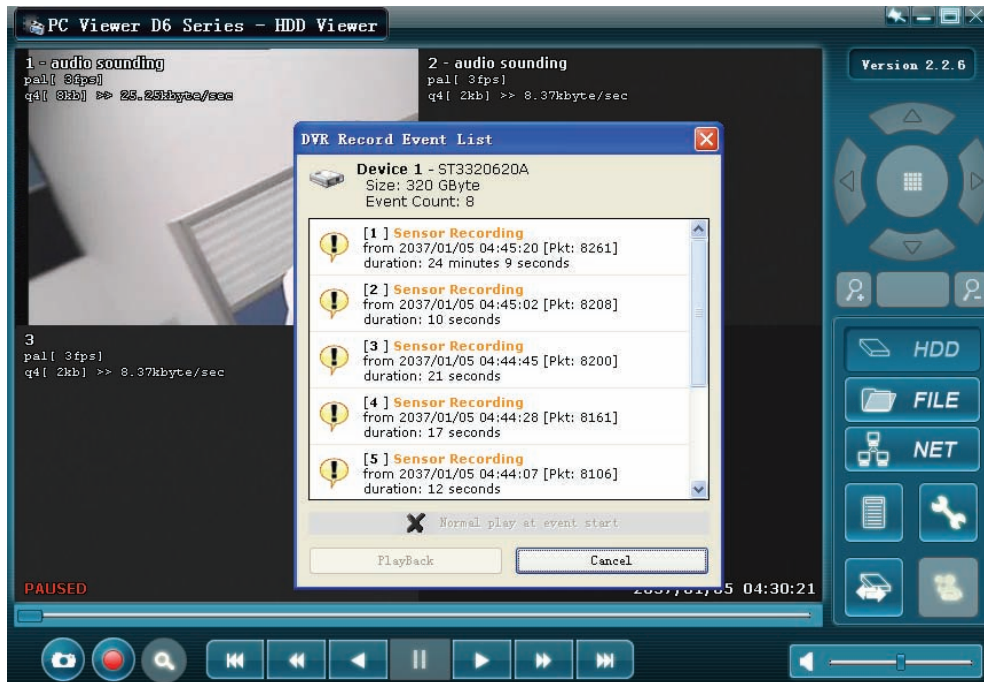 PC Viewer D6 Series - HDD Viewer
1 - audio sounding
pal[ 3fps]
q4[ 8kb] >> 25.25kbyte/sec
2 - audio sounding
pal[ 3fps]
q4[ 2kb] >> 8.37kbyte/sec
Version 2.2.6
DVR Record Event List
Device 1 - ST3320620A
Size: 320 GByte
Event Count: 8
[1 ] Sensor Recording
from 2037/01/05 04:45:20 [Pkt: 8261]
duration: 24 minutes 9 seconds
[2 ] Sensor Recording
from 2037/01/05 04:45:02 [Pkt: 8208]
duration: 10 seconds
[3 ] Sensor Recording
from 2037/01/05 04:44:45 [Pkt: 8200]
duration: 21 seconds
[4 ] Sensor Recording
from 2037/01/05 04:44:28 [Pkt: 8161]
duration: 17 seconds
[5 ] Sensor Recording
from 2037/01/05 04:44:07 [Pkt: 8106]
duration: 12 seconds
Normal play at event start
PlayBack
Cancel
3
pal[ 3fps]
q4[ 2kb] >> 8.37kbyte/sec
HDD
FILE
NET
PAUSED
2037/01/05 04:30:21